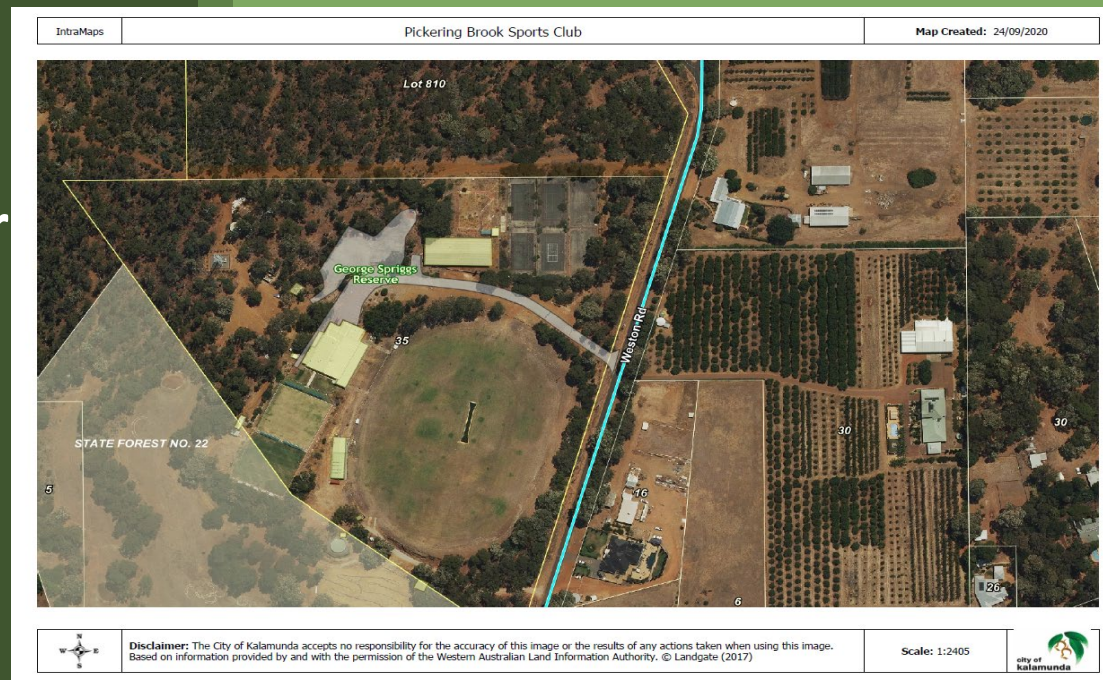 IntraMaps
Pickering Brook Sports Club
Map Created: 24/09/2020
Lot 810
George Spriggs
Reserve
35
Weston Rd
STATE FOREST NO. 22
5
16
30
30
6
26
N
W E
S
Disclaimer: The City of Kalamunda accepts no responsibility for the accuracy of this image or the results of any actions taken when using this image.
Based on information provided by and with the permission of the Western Australian Land Information Authority. © Landgate (2017)
Scale: 1:2405
city of
kalamunda